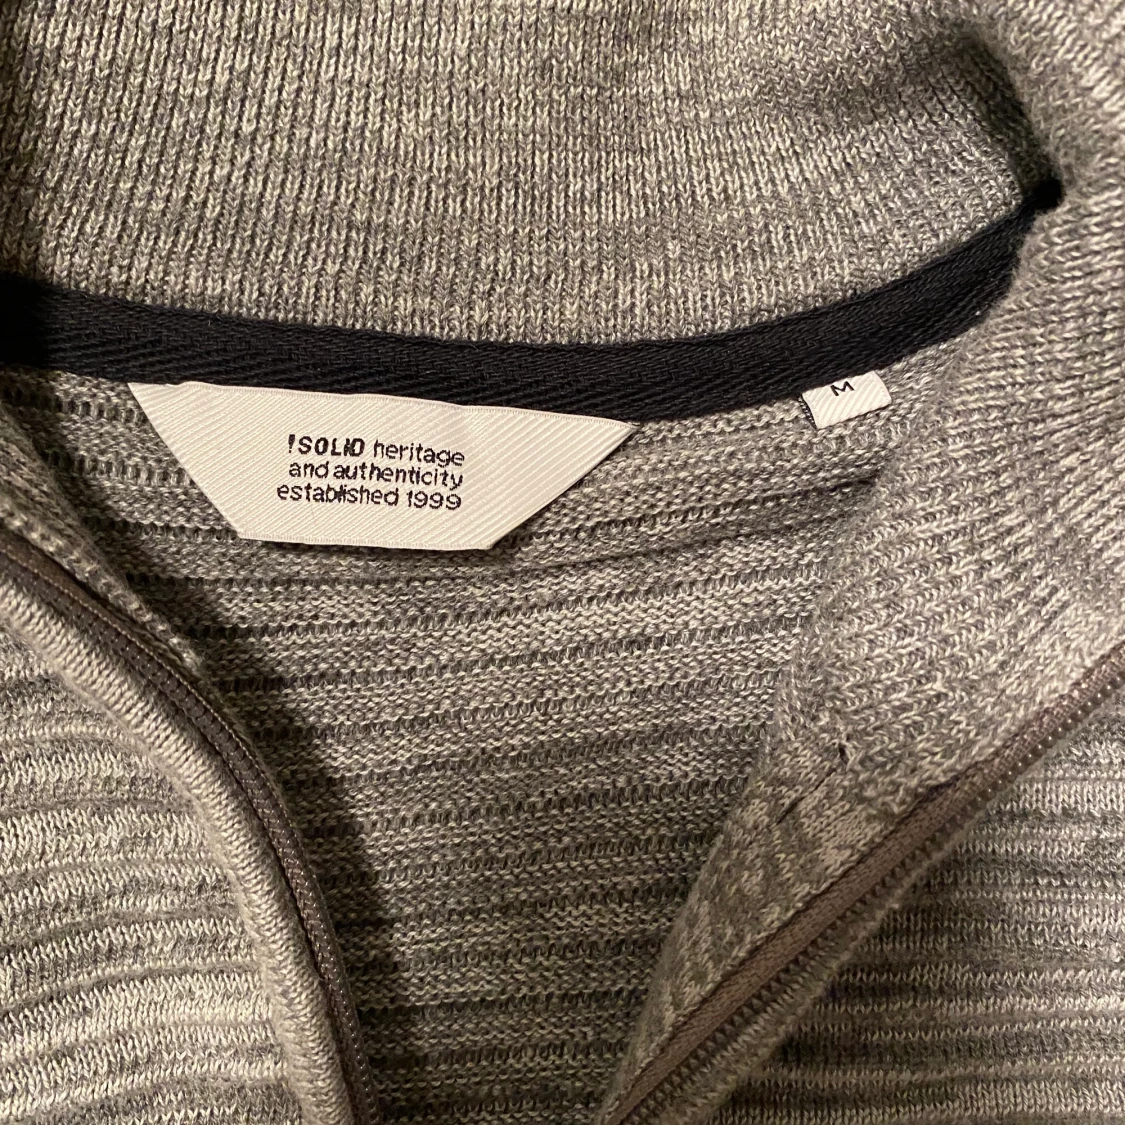 !SOLID heritage
and authenticity
established 1999
M